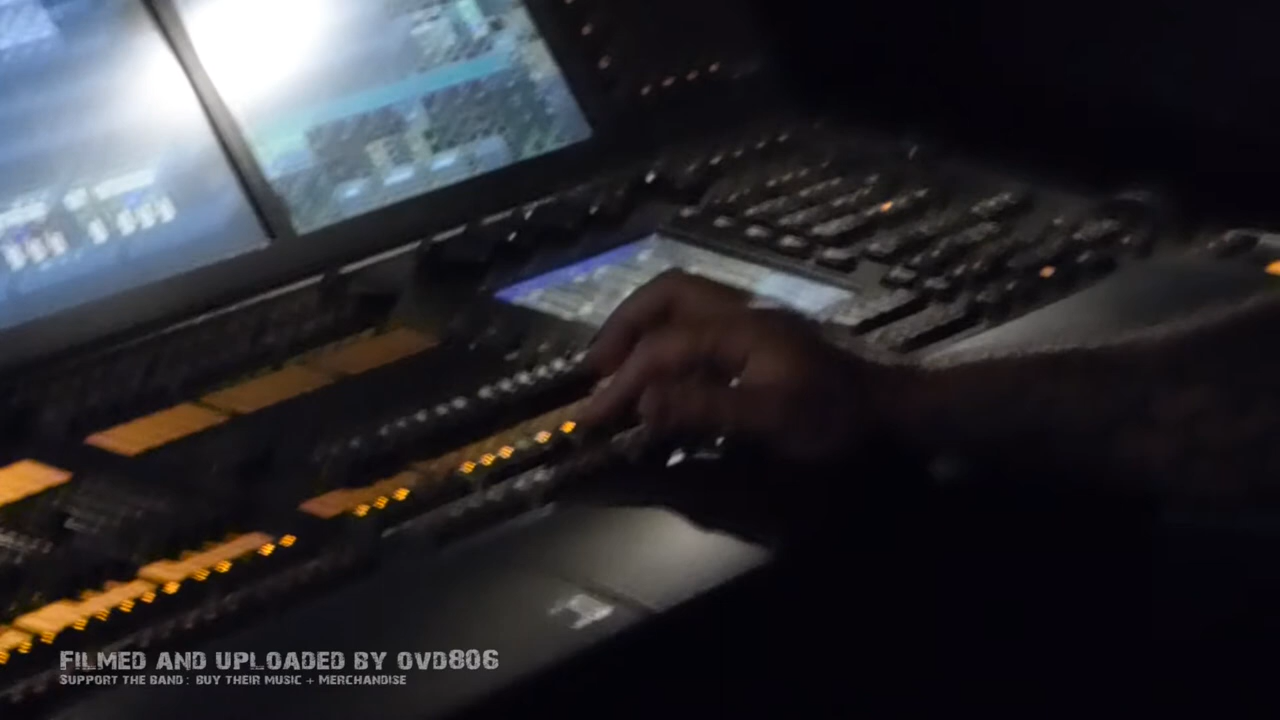 Filmed and uploaded by ovd806
Support the band: buy their music + Merchandise